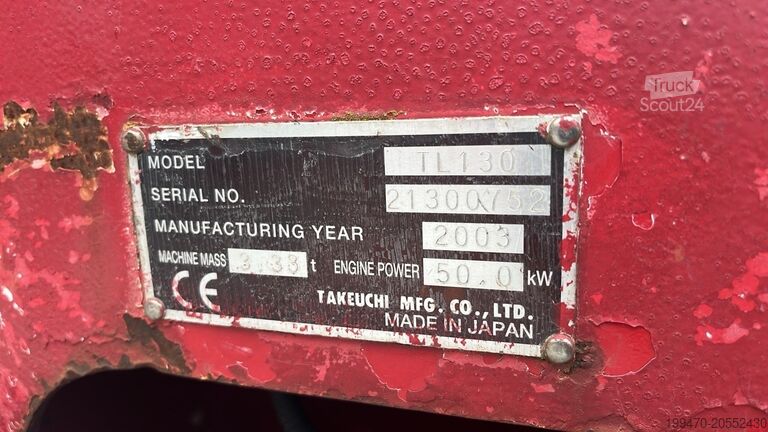 Truck
Scout24
MODEL TL130
SERIAL NO. 21300752
MANUFACTURING YEAR 2003
MACHINE MASS 3.38 t ENGINE POWER 50.0 kW
CE
TAKEUCHI MFG. CO., LTD.
MADE IN JAPAN
199470-20552430